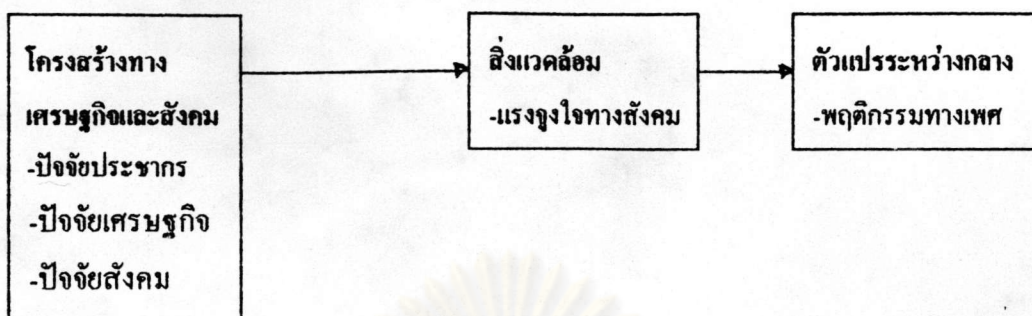 โครงสร้างทาง
เศรษฐกิจและสังคม
-ปัจจัยประชากร
-ปัจจัยเศรษฐกิจ
-ปัจจัยสังคม
สิ่งแวดล้อม
-แรงจูงใจทางสังคม
ตัวแปรระหว่างกลาง
-พฤติกรรมทางเพศ